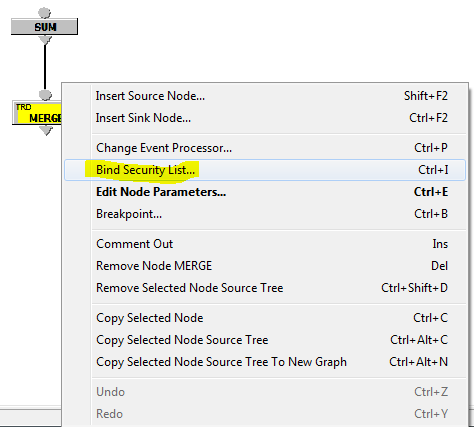 SUM
TRD
MERGE
Insert Source Node... Shift+F2
Insert Sink Node... Ctrl+F2
Change Event Processor... Ctrl+P
Bind Security List... Ctrl+I
Edit Node Parameters... Ctrl+E
Breakpoint... Ctrl+B
Comment Out Ins
Remove Node MERGE Del
Remove Selected Node Source Tree Ctrl+Shift+D
Copy Selected Node Ctrl+C
Copy Selected Node Source Tree Ctrl+Alt+C
Copy Selected Node Source Tree To New Graph Ctrl+Alt+N
Undo Ctrl+Z
Redo Ctrl+Y